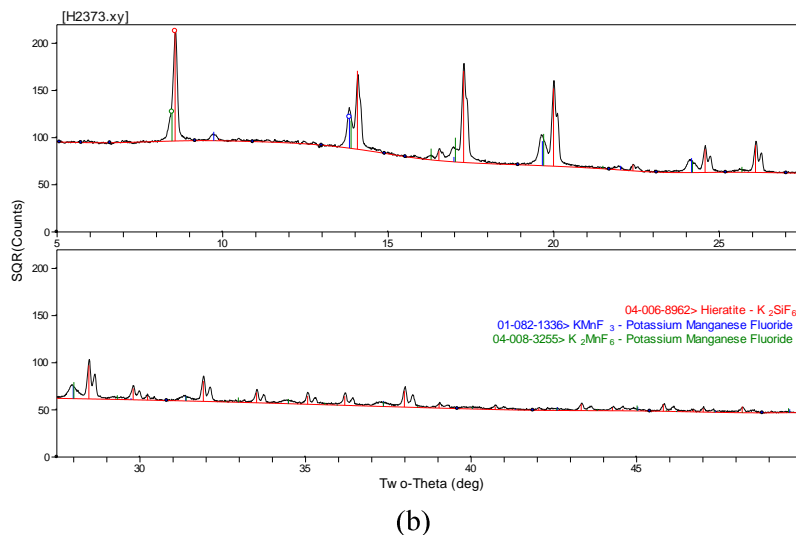 [H2373.xy]
200
150
100
50
0
5 10 15 20 25
SQR(Counts)
200
150
100
50
0
04-006-8962> Hieratite - K 2SiF6
01-082-1336> KMnF 3 - Potassium Manganese Fluoride
04-008-3255> K 2MnF6 - Potassium Manganese Fluoride
30 35 40 45
Two-Theta (deg)
(b)